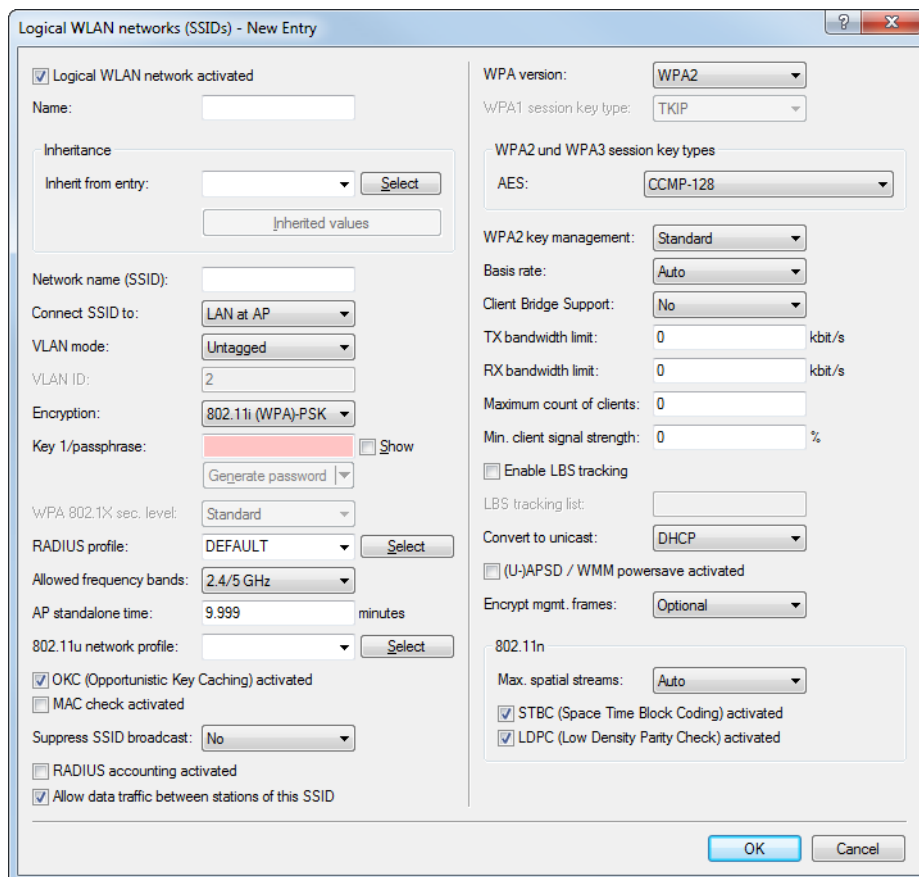 Logical WLAN networks (SSIDs) - New Entry
?
Logical WLAN network activated
Name:
Inheritance
Inherit from entry:
Select
Inherited values
Network name (SSID):
Connect SSID to: LAN at AP
VLAN mode: Untagged
VLAN ID: 2
Encryption: 802.11i (WPA)-PSK
Key 1/passphrase:
Show
Generate password
WPA 802.1X sec. level: Standard
RADIUS profile: DEFAULT Select
Allowed frequency bands: 2.4/5 GHz
AP standalone time: 9.999 minutes
802.11u network profile: Select
OKC (Opportunistic Key Caching) activated
MAC check activated
Suppress SSID broadcast: No
RADIUS accounting activated
Allow data traffic between stations of this SSID
WPA version: WPA2
WPA1 session key type: TKIP
WPA2 und WPA3 session key types
AES: CCMP-128
WPA2 key management: Standard
Basis rate: Auto
Client Bridge Support: No
TX bandwidth limit: 0 kbit/s
RX bandwidth limit: 0 kbit/s
Maximum count of clients: 0
Min. client signal strength: 0 %
Enable LBS tracking
LBS tracking list:
Convert to unicast: DHCP
(U-)APSD / WMM powersave activated
Encrypt mgmt. frames: Optional
802.11n
Max. spatial streams: Auto
STBC (Space Time Block Coding) activated
LDPC (Low Density Parity Check) activated
OK Cancel